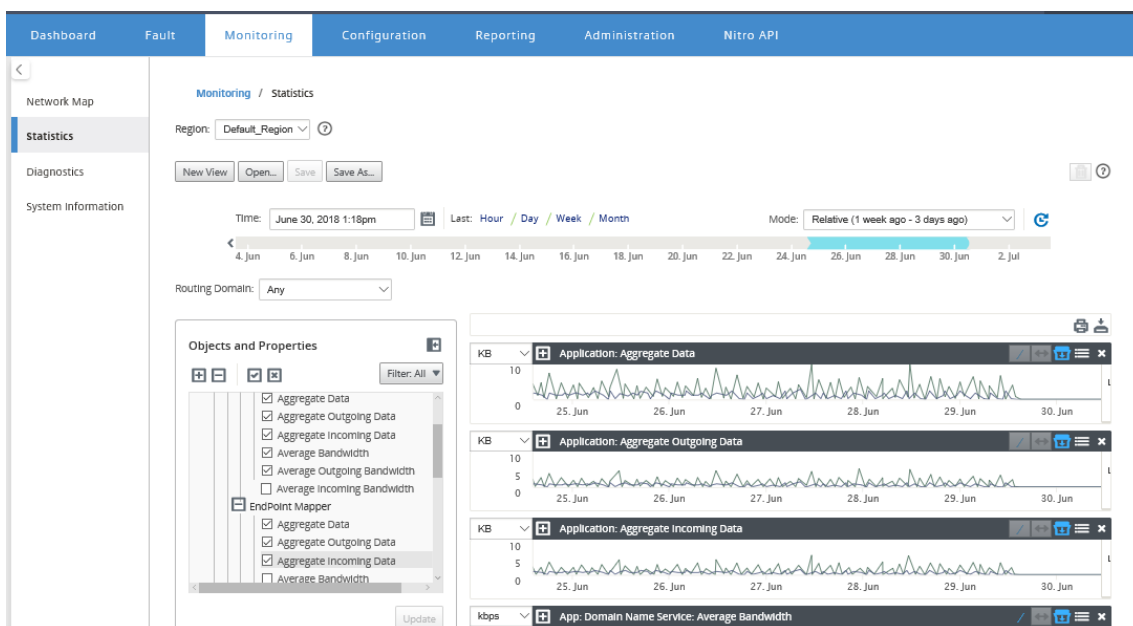 Dashboard Fault Monitoring Configuration Reporting Administration Nitro API
Network Map
Statistics
Diagnostics
System Information
Monitoring / Statistics
Region: Default_Region
New View Open... Save Save As...
Time: June 30, 2018 1:18pm Last: Hour / Day / Week / Month Mode: Relative (1 week ago - 3 days ago)
4. Jun 6. Jun 8. Jun 10. Jun 12. Jun 14. Jun 16. Jun 18. Jun 20. Jun 22. Jun 24. Jun 26. Jun 28. Jun 30. Jun 2. Jul
Routing Domain: Any
Objects and Properties
Filter: All
Aggregate Data
Aggregate Outgoing Data
Aggregate Incoming Data
Average Bandwidth
Average Outgoing Bandwidth
Average Incoming Bandwidth
EndPoint Mapper
Aggregate Data
Aggregate Outgoing Data
Aggregate Incoming Data
Average Bandwidth
Update
KB Application: Aggregate Data
10
0
25. Jun 26. Jun 27. Jun 28. Jun 29. Jun 30. Jun
KB Application: Aggregate Outgoing Data
10
5
0
25. Jun 26. Jun 27. Jun 28. Jun 29. Jun 30. Jun
KB Application: Aggregate Incoming Data
10
5
0
25. Jun 26. Jun 27. Jun 28. Jun 29. Jun 30. Jun
kbps App: Domain Name Service: Average Bandwidth